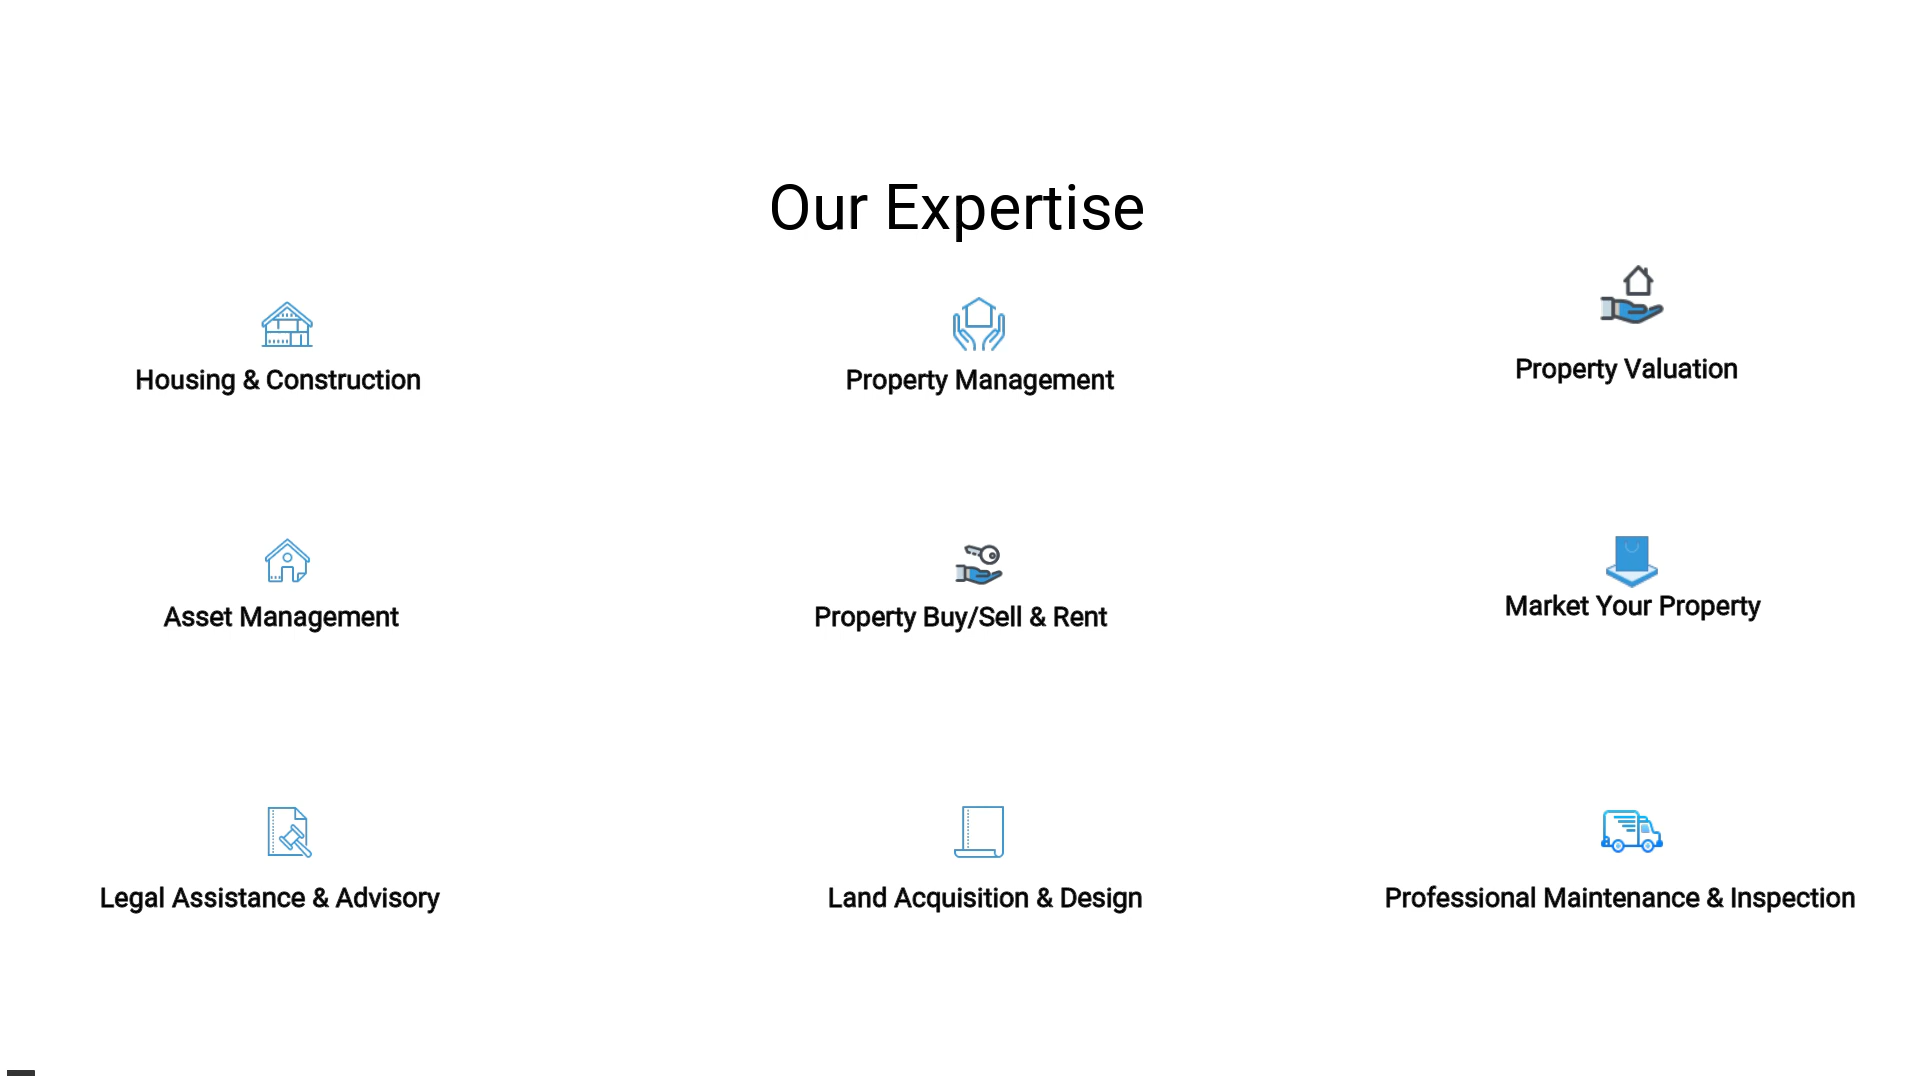 Our Expertise
Housing & Construction
Property Management
Property Valuation
Asset Management
Property Buy/Sell & Rent
Market Your Property
Legal Assistance & Advisory
Land Acquisition & Design
Professional Maintenance & Inspection